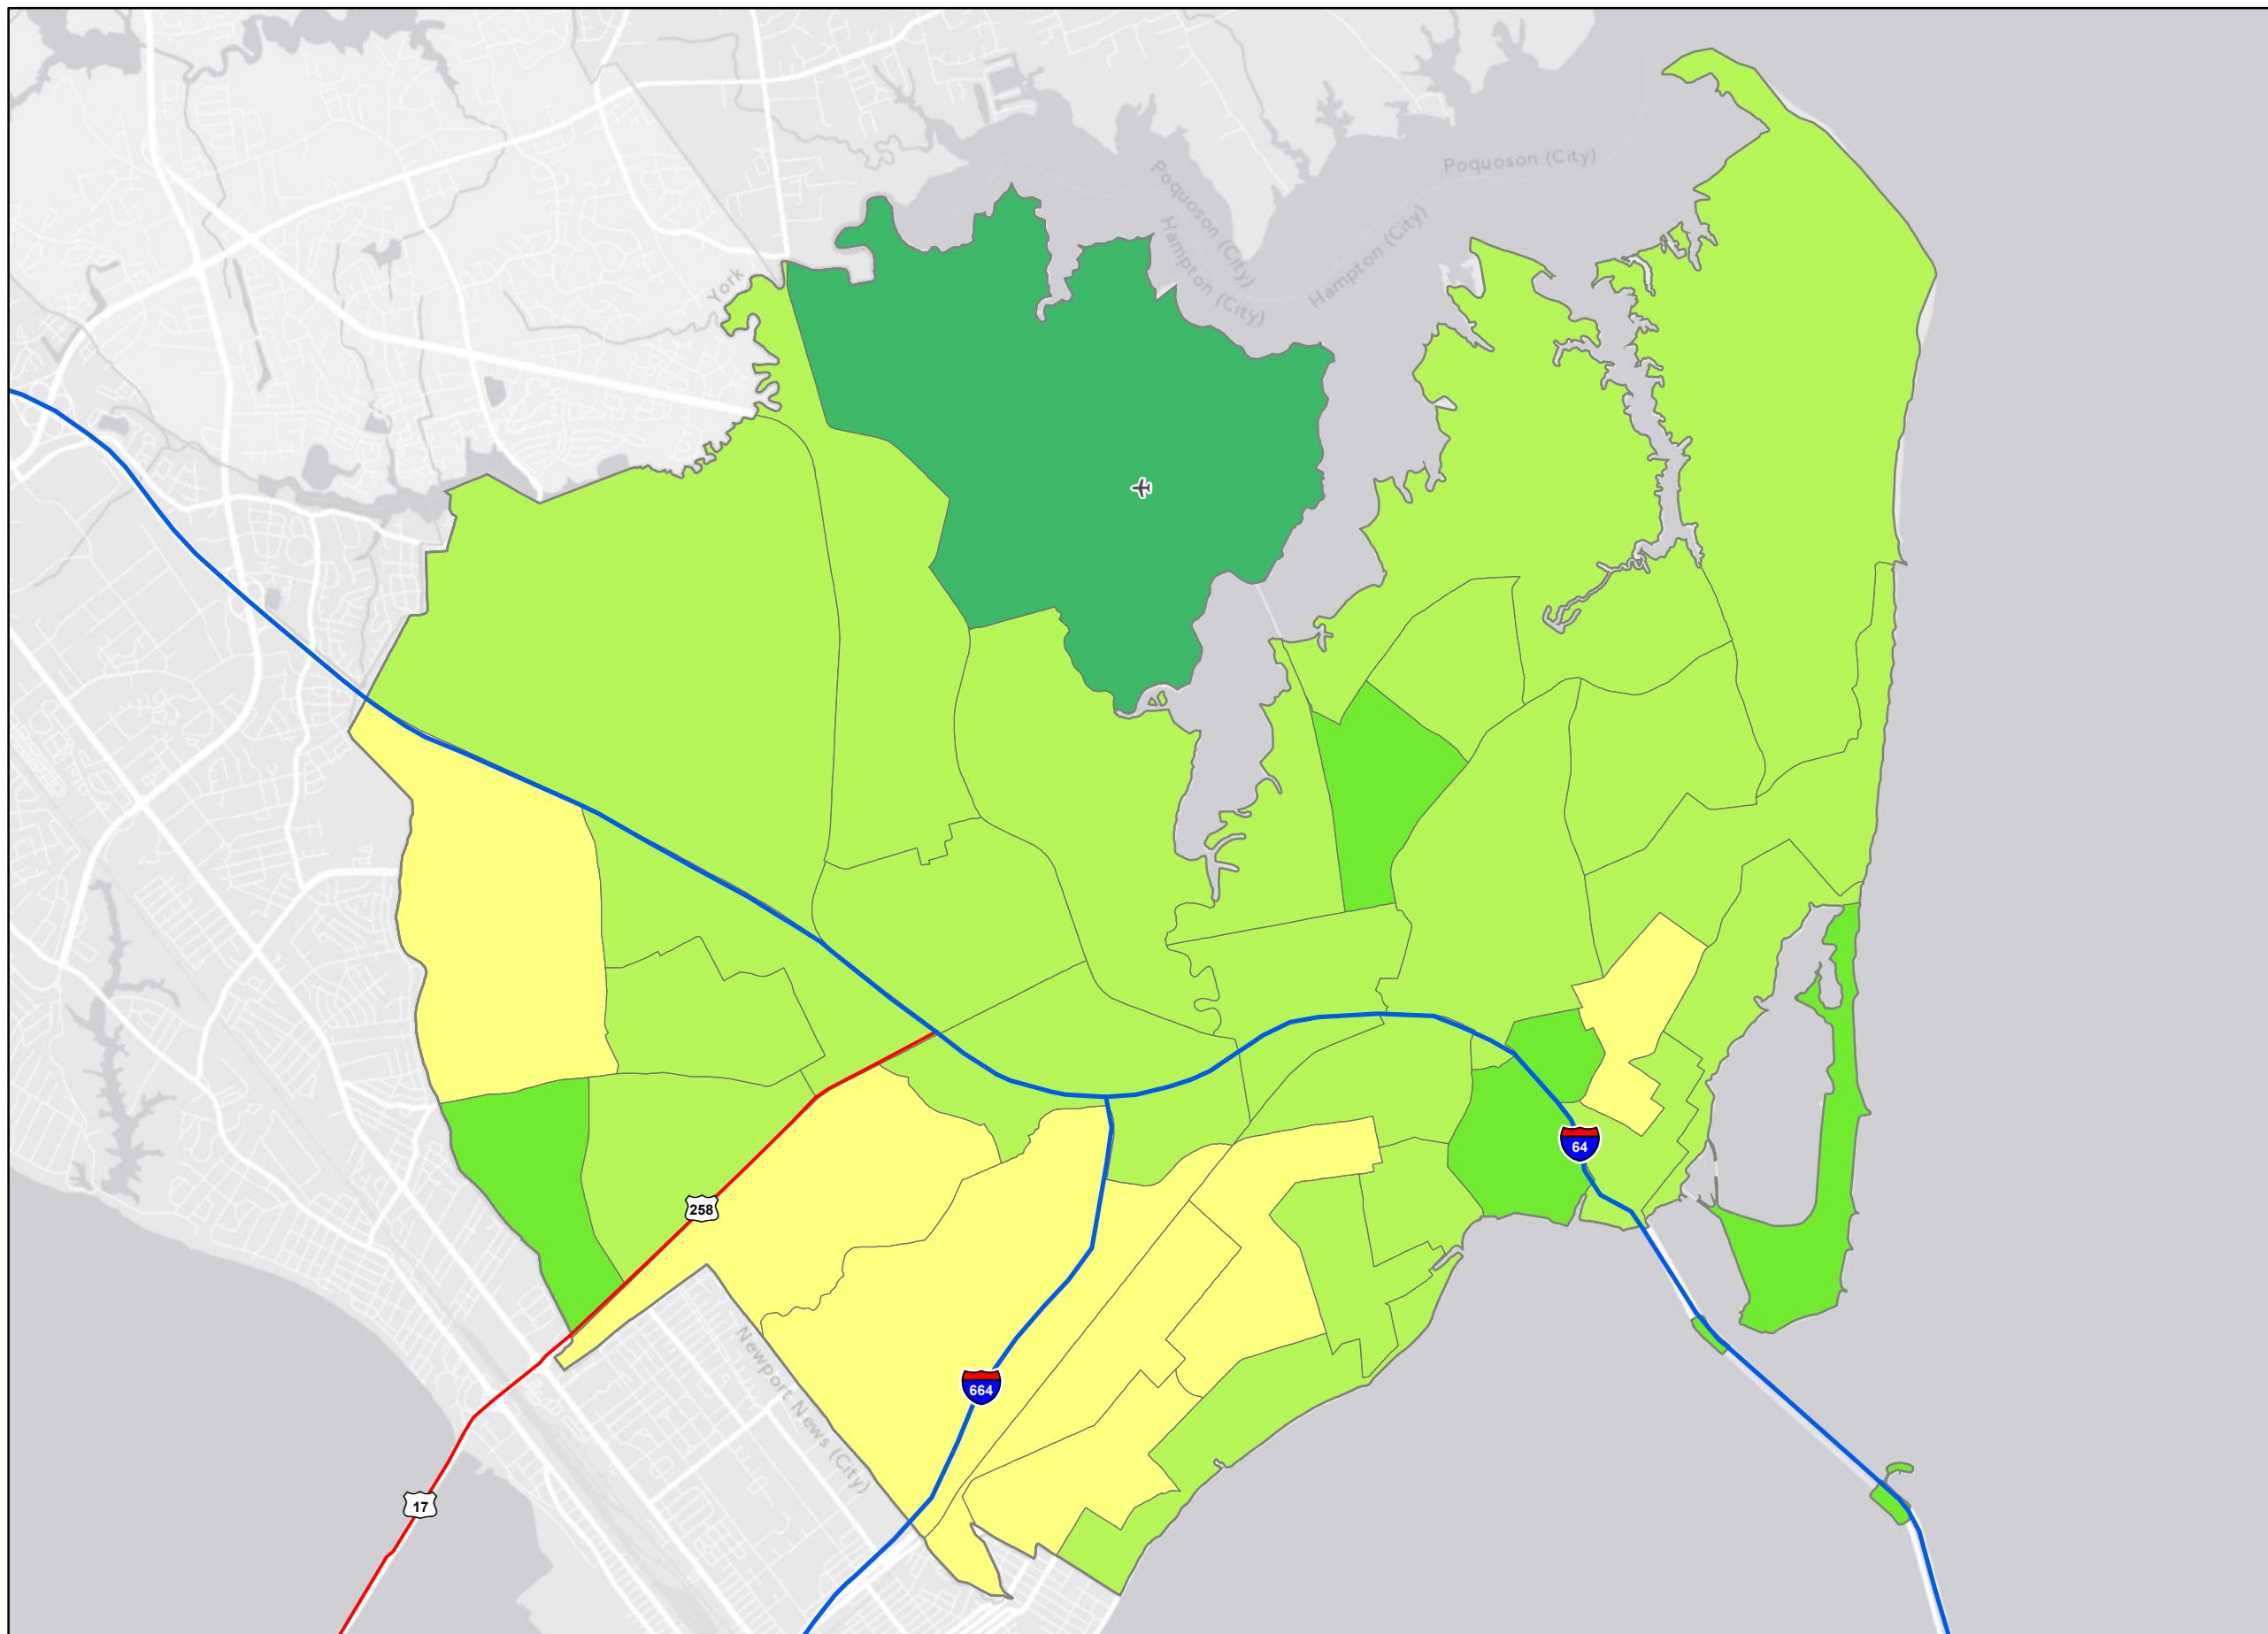 Poquoson (City)
Poquoson (City)
Hampton (City)
Hampton (City)
York
64
258
Newport News (City)
664
17